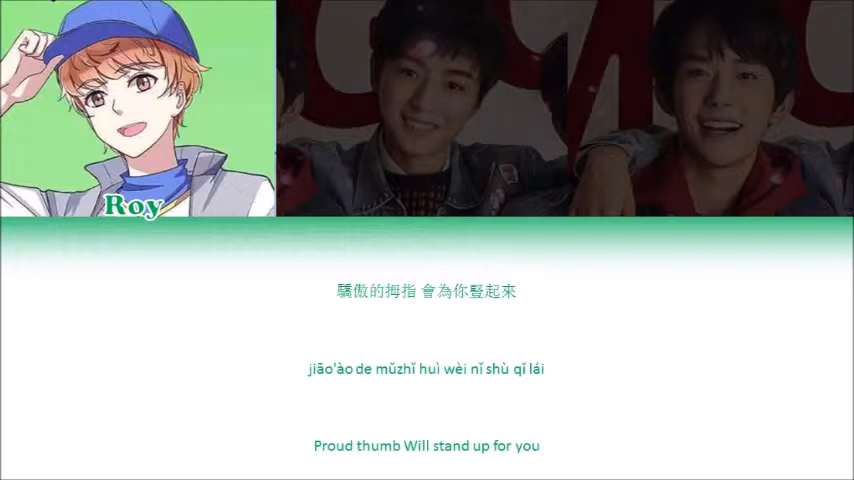 Roy
驕傲的拇指 會為你豎起來
jiāo'ào de mǔzhǐ huì wèi nǐ shù qǐ lái
Proud thumb Will stand up for you